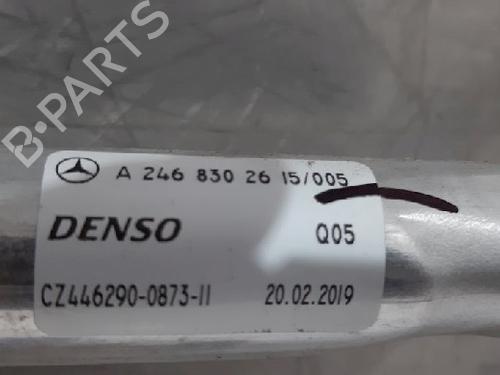 B-PARTS
A 246 830 26 15/005
DENSO Q05
CZ446290-0873-11 20.02.2019